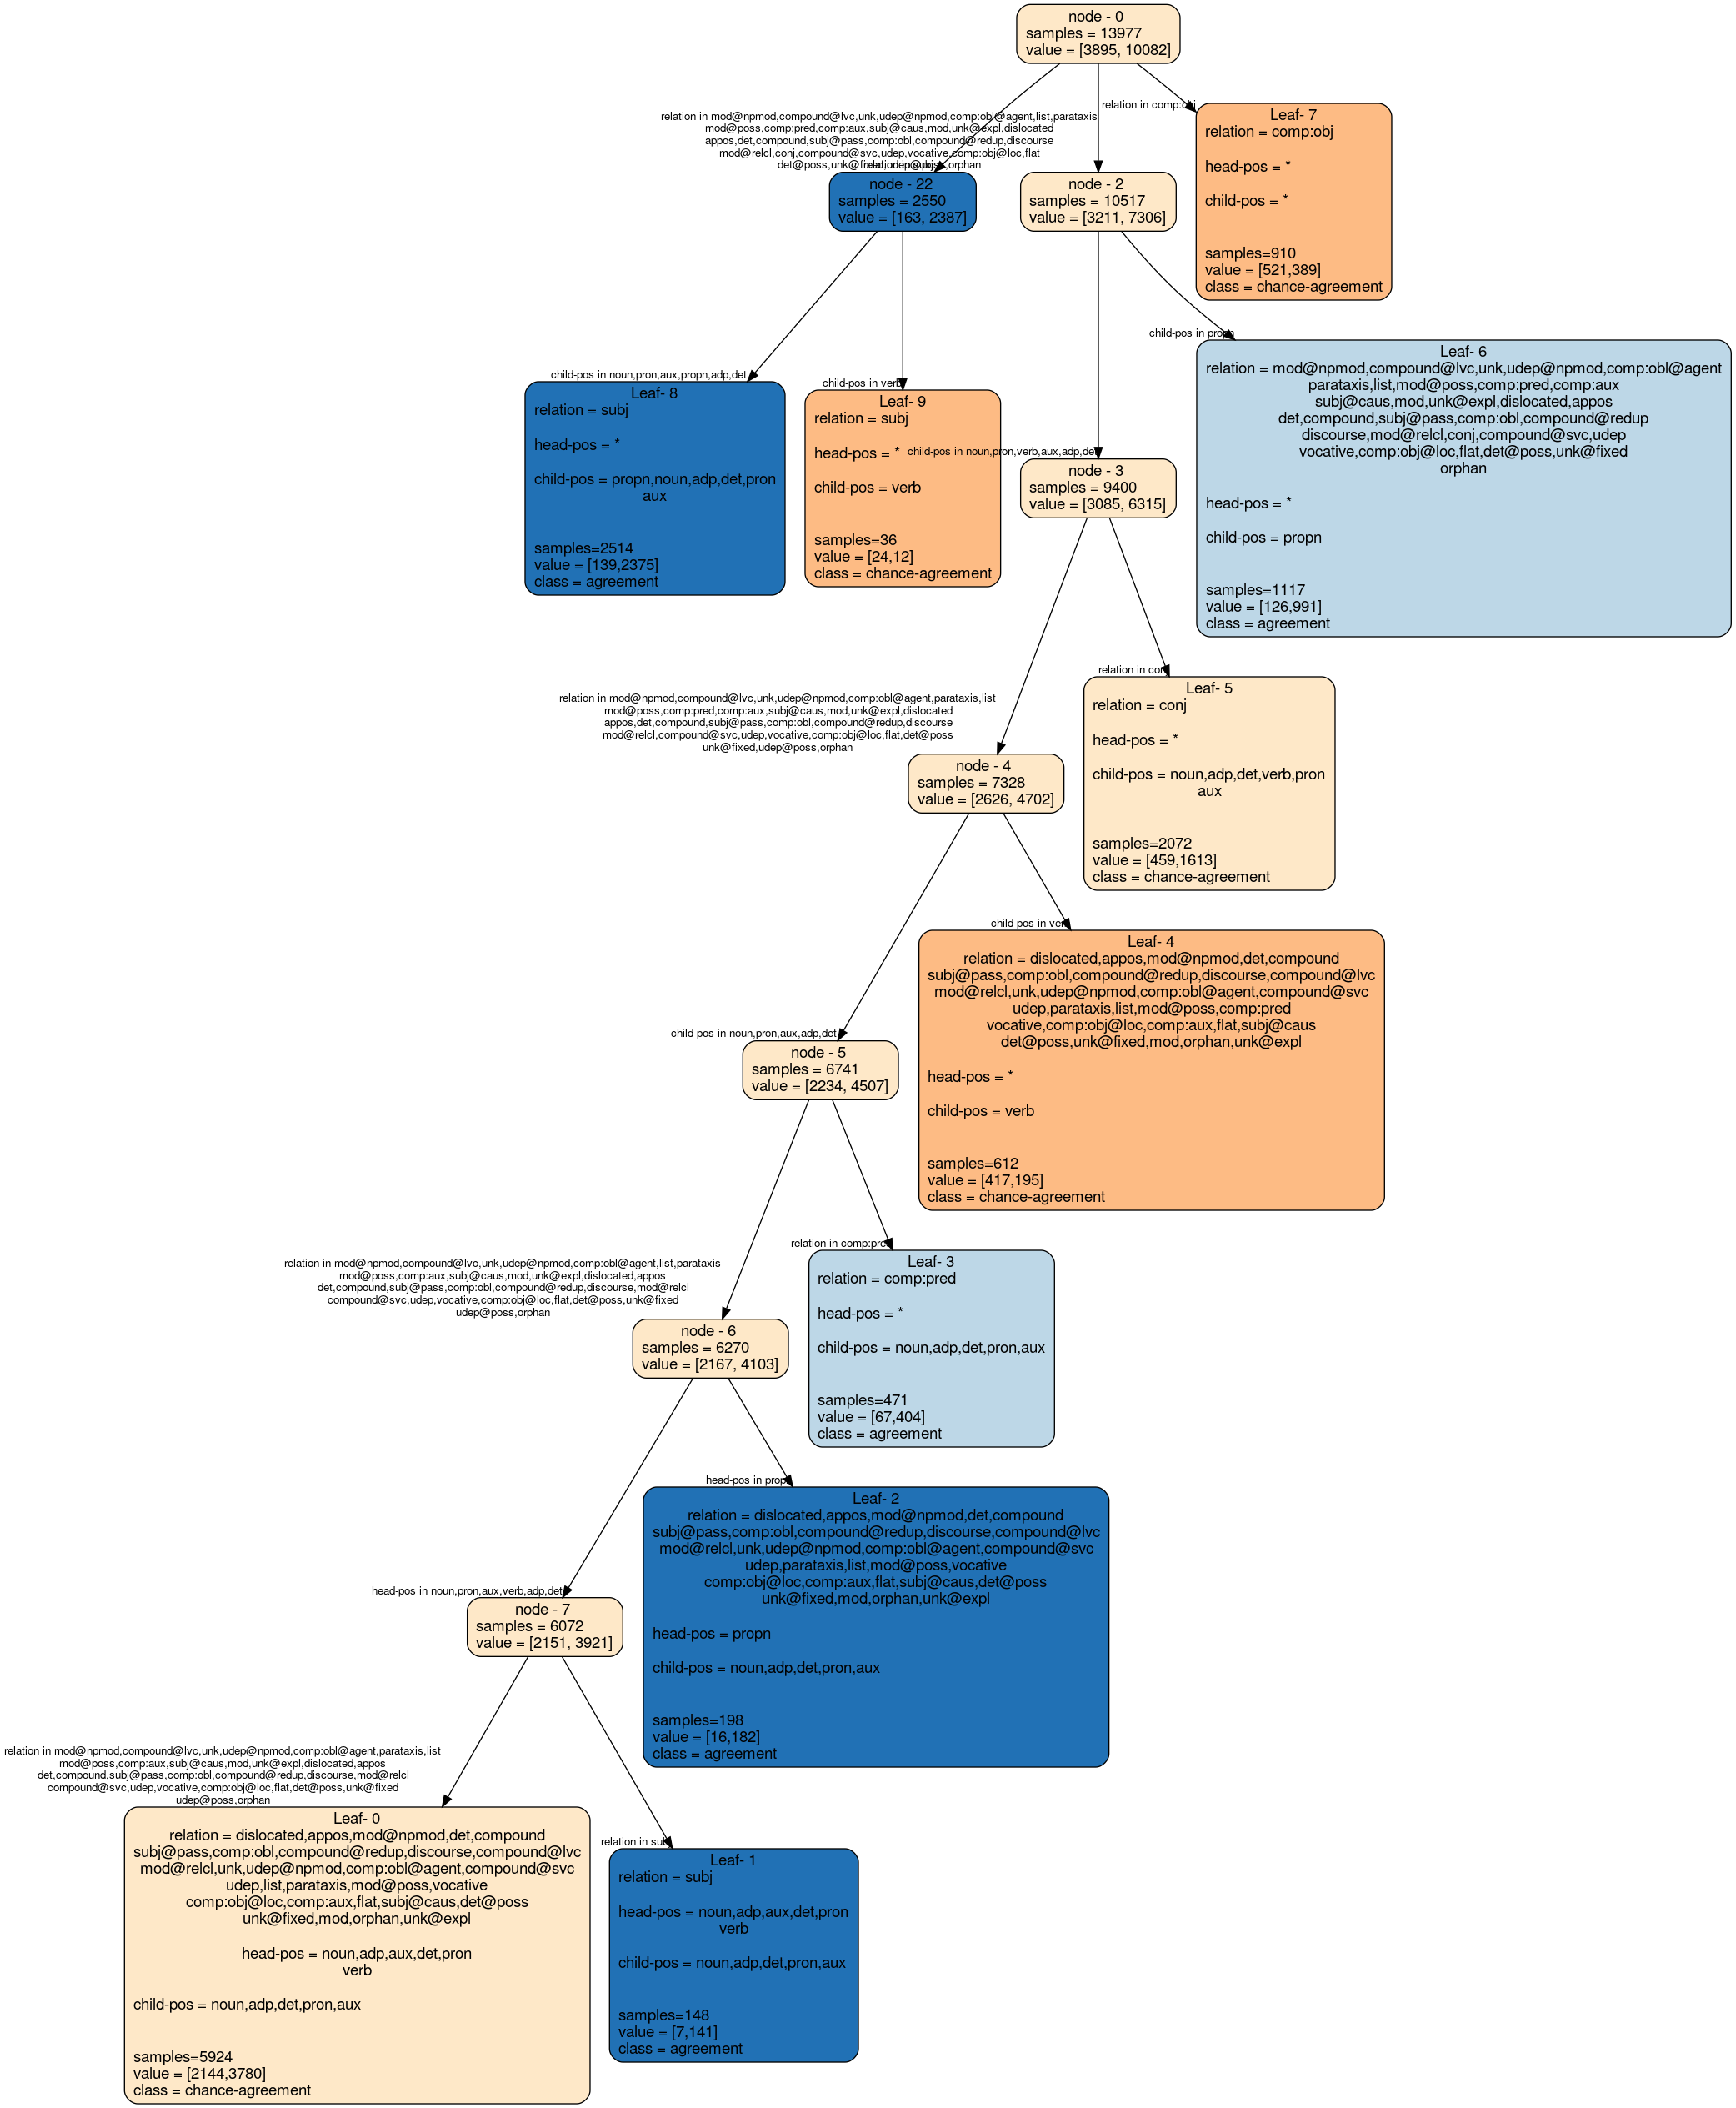 node - 0
samples = 13977
value = [3895, 10082]
relation in mod@npmod,compound@lvc,unk,udep@npmod,comp:obl@agent,list,parataxis
mod@poss,comp:pred,comp:aux,subj@caus,mod,unk@expl,dislocated
appos,det,compound,subj@pass,comp:obl,compound@redup,discourse
mod@relcl,conj,compound@svc,udep,vocative,comp:obj@loc,flat
relation in comp:obj
node - 22
samples = 2550
value = [163, 2387]
node - 2
samples = 10517
value = [3211, 7306]
Leaf- 7
relation = comp:obj
head-pos = *
child-pos = *
samples=910
value = [521,389]
class = chance-agreement
child-pos in noun,pron,aux,propn,adp,det
Leaf- 8
relation = subj
head-pos = *
child-pos = propn,noun,adp,det,pron
aux
samples=2514
value = [139,2375]
class = agreement
child-pos in verb
Leaf- 9
relation = subj
head-pos = *
child-pos = verb
samples=36
value = [24,12]
class = chance-agreement
child-pos in noun,pron,verb,aux,adp,det
node - 3
samples = 9400
value = [3085, 6315]
child-pos in propn
Leaf- 6
relation = mod@npmod,compound@lvc,unk,udep@npmod,comp:obl@agent
parataxis,list,mod@poss,comp:pred,comp:aux
subj@caus,mod,unk@expl,dislocated,appos
det,compound,subj@pass,comp:obl,compound@redup
discourse,mod@relcl,conj,compound@svc,udep
vocative,comp:obj@loc,flat,det@poss,unk@fixed
orphan
head-pos = *
child-pos = propn
samples=1117
value = [126,991]
class = agreement
relation in mod@npmod,compound@lvc,unk,udep@npmod,comp:obl@agent,parataxis,list
mod@poss,comp:pred,comp:aux,subj@caus,mod,unk@expl,dislocated
appos,det,compound,subj@pass,comp:obl,compound@redup,discourse
mod@relcl,compound@svc,udep,vocative,comp:obj@loc,flat,det@poss
unk@fixed,udep@poss,orphan
node - 4
samples = 7328
value = [2626, 4702]
relation in conj
Leaf- 5
relation = conj
head-pos = *
child-pos = noun,adp,det,verb,pron
aux
samples=2072
value = [459,1613]
class = chance-agreement
child-pos in noun,pron,aux,adp,det
node - 5
samples = 6741
value = [2234, 4507]
child-pos in verb
Leaf- 4
relation = dislocated,appos,mod@npmod,det,compound
subj@pass,comp:obl,compound@redup,discourse,compound@lvc
mod@relcl,unk,udep@npmod,comp:obl@agent,compound@svc
udep,parataxis,list,mod@poss,comp:pred
vocative,comp:obj@loc,comp:aux,flat,subj@caus
det@poss,unk@fixed,mod,orphan,unk@expl
head-pos = *
child-pos = verb
samples=612
value = [417,195]
class = chance-agreement
relation in mod@npmod,compound@lvc,unk,udep@npmod,comp:obl@agent,list,parataxis
mod@poss,comp:aux,subj@caus,mod,unk@expl,dislocated,appos
det,compound,subj@pass,comp:obl,compound@redup,discourse,mod@relcl
compound@svc,udep,vocative,comp:obj@loc,flat,det@poss,unk@fixed
udep@poss,orphan
node - 6
samples = 6270
value = [2167, 4103]
relation in comp:pred
Leaf- 3
relation = comp:pred
head-pos = *
child-pos = noun,adp,det,pron,aux
samples=471
value = [67,404]
class = agreement
head-pos in noun,pron,aux,verb,adp,det
node - 7
samples = 6072
value = [2151, 3921]
head-pos in propn
Leaf- 2
relation = dislocated,appos,mod@npmod,det,compound
subj@pass,comp:obl,compound@redup,discourse,compound@lvc
mod@relcl,unk,udep@npmod,comp:obl@agent,compound@svc
udep,parataxis,list,mod@poss,vocative
comp:obj@loc,comp:aux,flat,subj@caus,det@poss
unk@fixed,mod,orphan,unk@expl
head-pos = propn
child-pos = noun,adp,det,pron,aux
samples=198
value = [16,182]
class = agreement
relation in mod@npmod,compound@lvc,unk,udep@npmod,comp:obl@agent,parataxis,list
mod@poss,comp:aux,subj@caus,mod,unk@expl,dislocated,appos
det,compound,subj@pass,comp:obl,compound@redup,discourse,mod@relcl
compound@svc,udep,vocative,comp:obj@loc,flat,det@poss,unk@fixed
udep@poss,orphan
Leaf- 0
relation = dislocated,appos,mod@npmod,det,compound
subj@pass,comp:obl,compound@redup,discourse,compound@lvc
mod@relcl,unk,udep@npmod,comp:obl@agent,compound@svc
udep,list,parataxis,mod@poss,vocative
comp:obj@loc,comp:aux,flat,subj@caus,det@poss
unk@fixed,mod,orphan,unk@expl
head-pos = noun,adp,aux,det,pron
verb
child-pos = noun,adp,det,pron,aux
samples=5924
value = [2144,3780]
class = chance-agreement
relation in subj
Leaf- 1
relation = subj
head-pos = noun,adp,aux,det,pron
verb
child-pos = noun,adp,det,pron,aux
samples=148
value = [7,141]
class = agreement